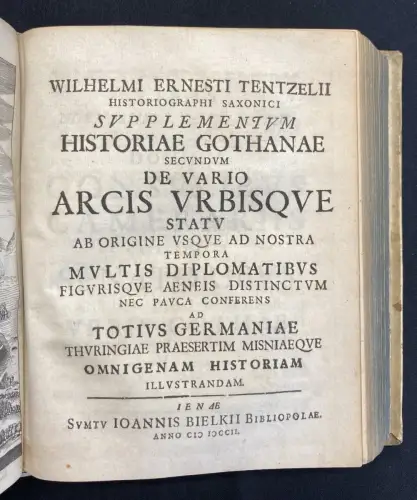 WILHELMI ERNESTI TENTZELII
HISTORIOGRAPHI SAXONICI
SVPPLEMENTVM
HISTORIAE GOTHANAE
SECVNDVM
DE VARIO
ARCIS VRBISQVE
STATV
AB ORIGINE VSQVE AD NOSTRA
TEMPORA
MVLTIS DIPLOMATIBVS
FIGVRISQVE AENEIS DISTINCTVM
NEC PAVCA CONFERENS
AD
TOTIVS GERMANIAE
THVRINGIAE PRAESERTIM MISNIAEQVE
OMNIGENAM HISTORIAM
ILLVSTRANDAM.
IENAE
SVMTV IOANNIS BIELKII BIBLIOPOLAE.
ANNO CIƆ IƆCCII.